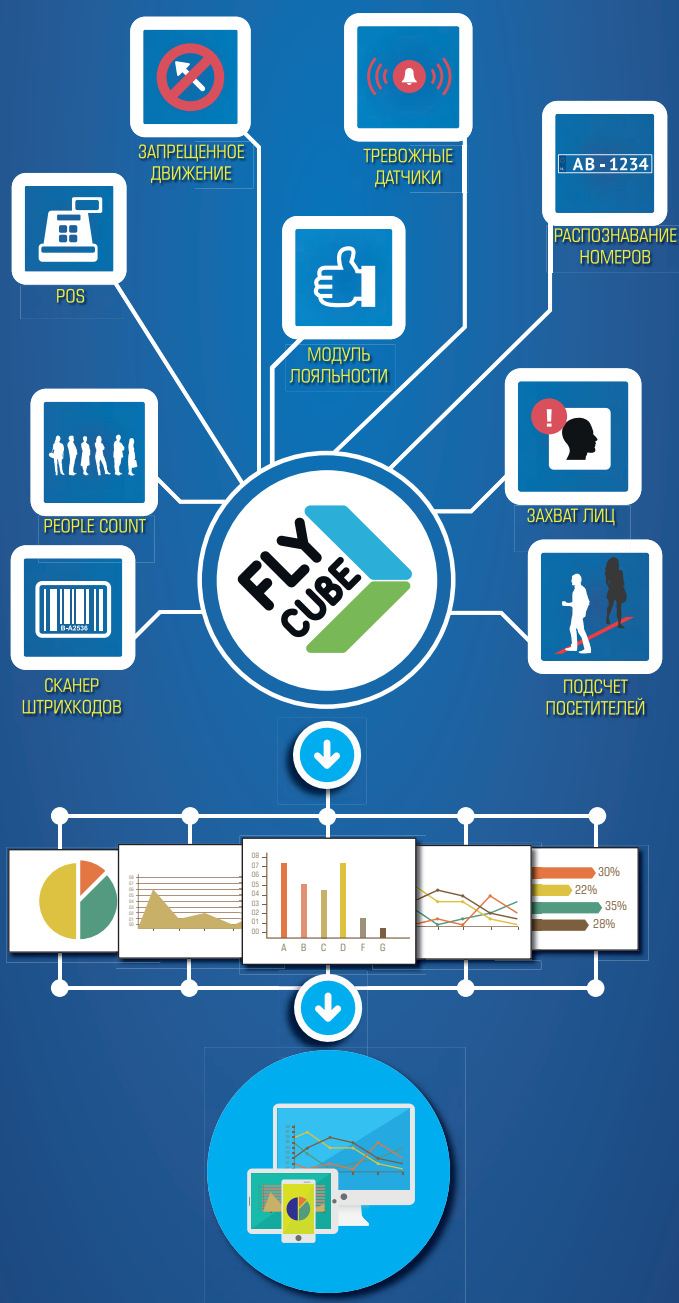 ЗАПРЕЩЕННОЕ
ДВИЖЕНИЕ
ТРЕВОЖНЫЕ
ДАТЧИКИ
AB-1234
РАСПОЗНАВАНИЕ
НОМЕРОВ
POS
МОДУЛЬ
ЛОЯЛЬНОСТИ
PEOPLE COUNT
!
ЗАХВАТ ЛИЦ
FLY
CUBE
B-A2536
СКАНЕР
ШТРИХКОДОВ
ПОДСЧЕТ
ПОСЕТИТЕЛЕЙ
08
07
06
05
04
03
02
01
00
A B C D F G
30%
22%
35%
28%